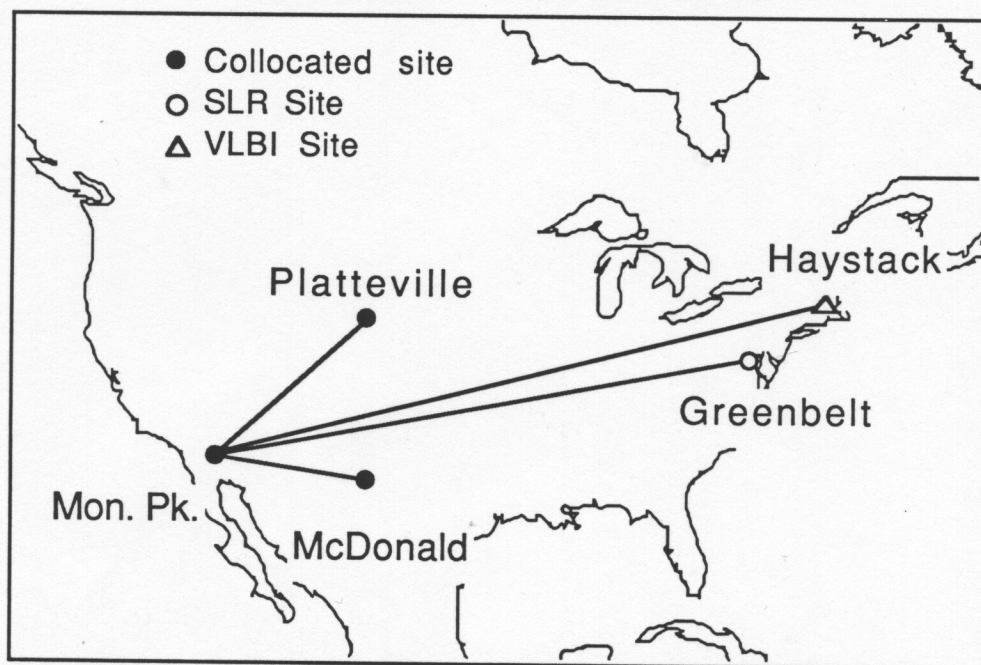 Collocated site
SLR Site
VLBI Site
Haystack
Platteville
Greenbelt
Mon. Pk.
McDonald